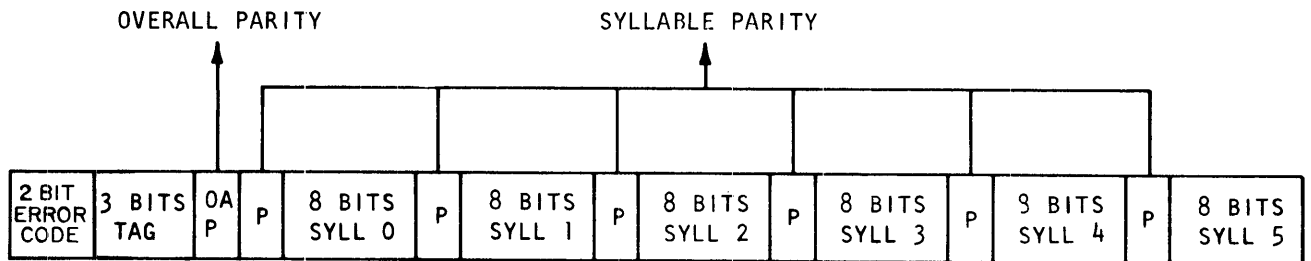 OVERALL PARITY
SYLLABLE PARITY
2 BIT
ERROR
CODE
3 BITS
TAG
OA
P
P
8 BITS
SYLL 0
P
8 BITS
SYLL 1
P
8 BITS
SYLL 2
P
8 BITS
SYLL 3
P
8 BITS
SYLL 4
P
8 BITS
SYLL 5